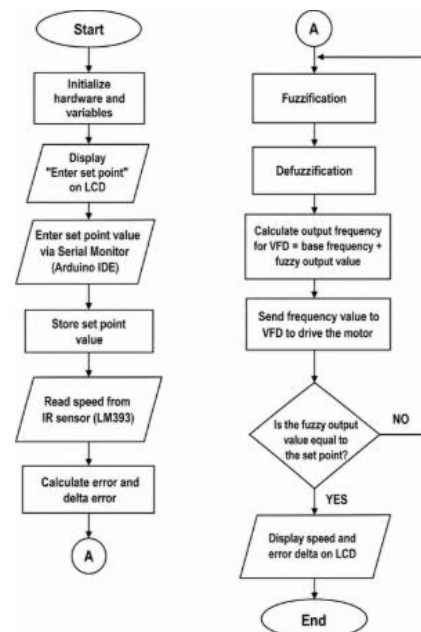 Start
Initialize
hardware and
variables
Display
"Enter set point"
on LCD
Enter set point value
via Serial Monitor
(Arduino IDE)
Store set point
value
Read speed from
IR sensor (LM393)
Calculate error and
delta error
A
A
Fuzzification
Defuzzification
Calculate output frequency
for VFD = base frequency +
fuzzy output value
Send frequency value to
VFD to drive the motor
Is the fuzzy output
value equal to
the set point?
NO
YES
Display speed and
error delta on LCD
End